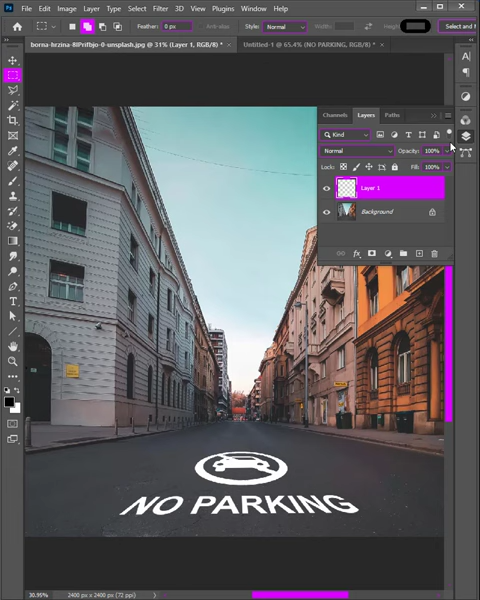 Ps File Edit Image Layer Type Select Filter 3D View Plugins Window Help
Feather: 0 px Anti-alias Style: Normal Width: Height: Select and
borna-hrzina-8IPrifbjo-0-unsplash.jpg @ 31% (Layer 1, RGB/8) * × Untitled-1 @ 65.4% (NO PARKING, RGB/8) * ×
Channels Layers Paths
Kind
Normal Opacity: 100%
Lock: Fill: 100%
Layer 1
Background
NO PARKING
30.95% 2400 px x 2400 px (72 ppi)